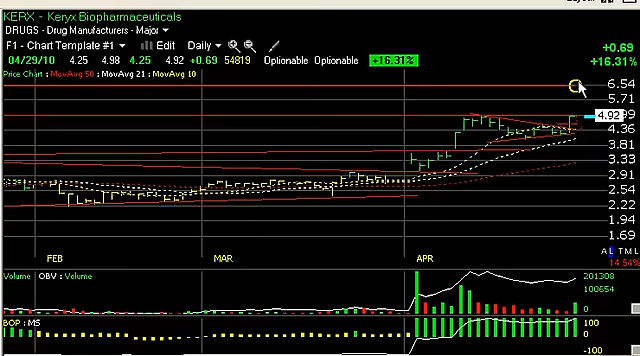 KERX - Keryx Biopharmaceuticals
DRUGS - Drug Manufacturers - Major
F1 - Chart Template #1 Edit Daily
+0.69
04/29/10 4.25 4.98 4.25 4.92 +0.69 54819 Optionable Optionable +16.31%
+16.31%
Price Chart : MovAvg 50 : MovAvg 21 : MovAvg 10
6.54
5.71
4.92
4.36
3.81
3.33
2.91
2.54
2.22
1.94
1.69
FEB MAR APR
TML
14.54%
Volume OBV : Volume
201308
100654
BOP : MS
100
0